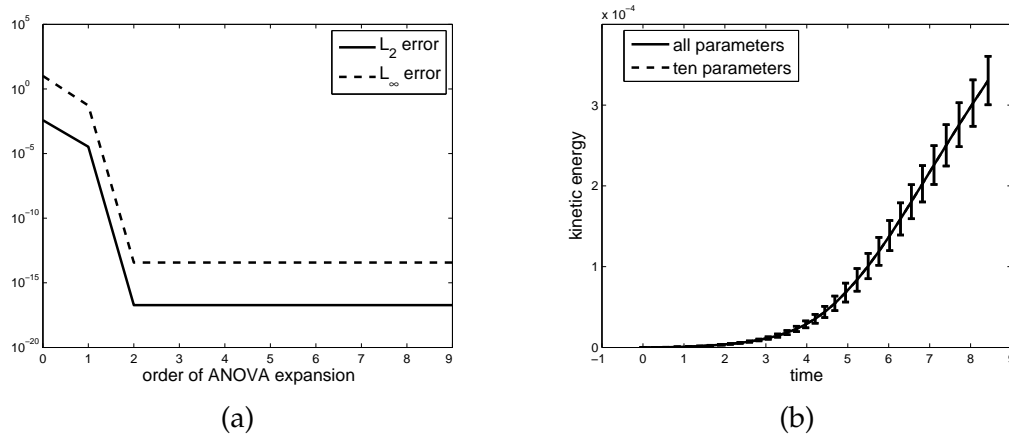 10^5
10^0
10^-5
10^-10
10^-15
10^-20
0 1 2 3 4 5 6 7 8 9
order of ANOVA expansion
L_2 error
L_∞ error
(a)
x 10^-4
3
2
1
0
kinetic energy
all parameters
ten parameters
-1 0 1 2 3 4 5 6 7 8 9
time
(b)